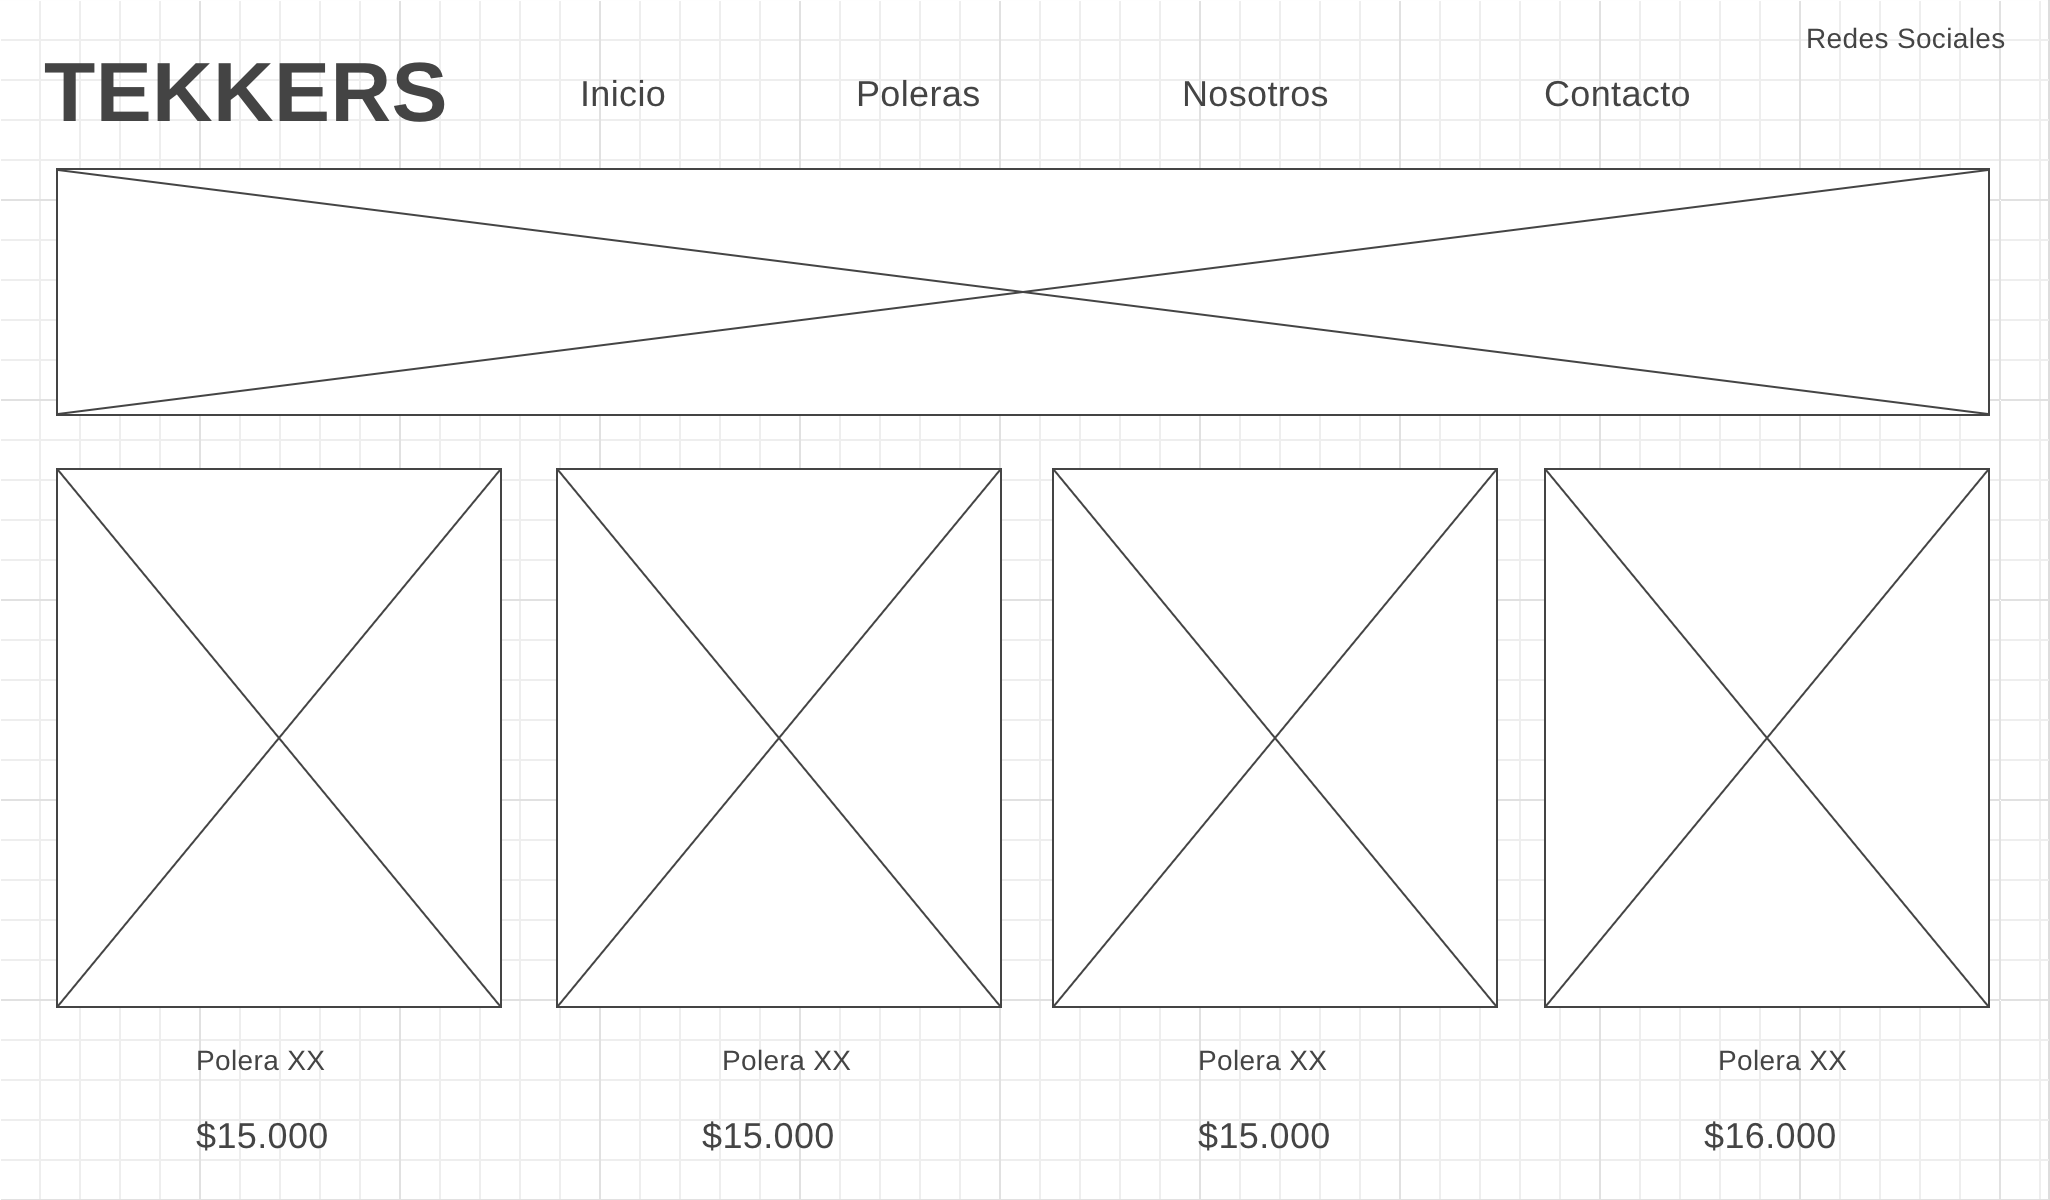 Redes Sociales
TEKKERS
Inicio
Poleras
Nosotros
Contacto
Polera XX
Polera XX
Polera XX
Polera XX
$15.000
$15.000
$15.000
$16.000